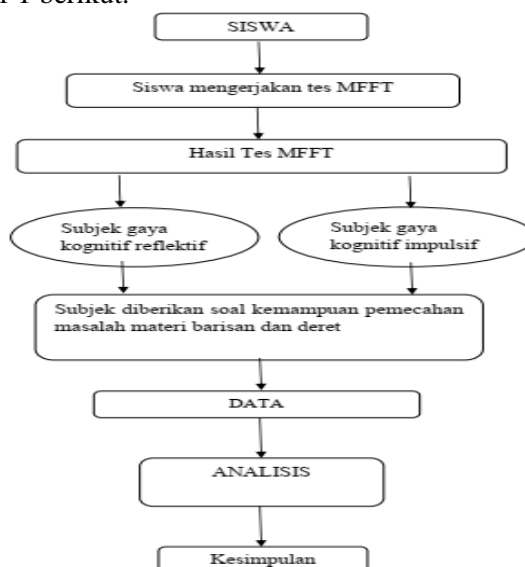 SISWA
Siswa mengerjakan tes MFFT
Hasil Tes MFFT
Subjek gaya
kognitif reflektif
Subjek gaya
kognitif impulsif
Subjek diberikan soal kemampuan pemecahan
masalah materi barisan dan deret
DATA
ANALISIS
Kesimpulan